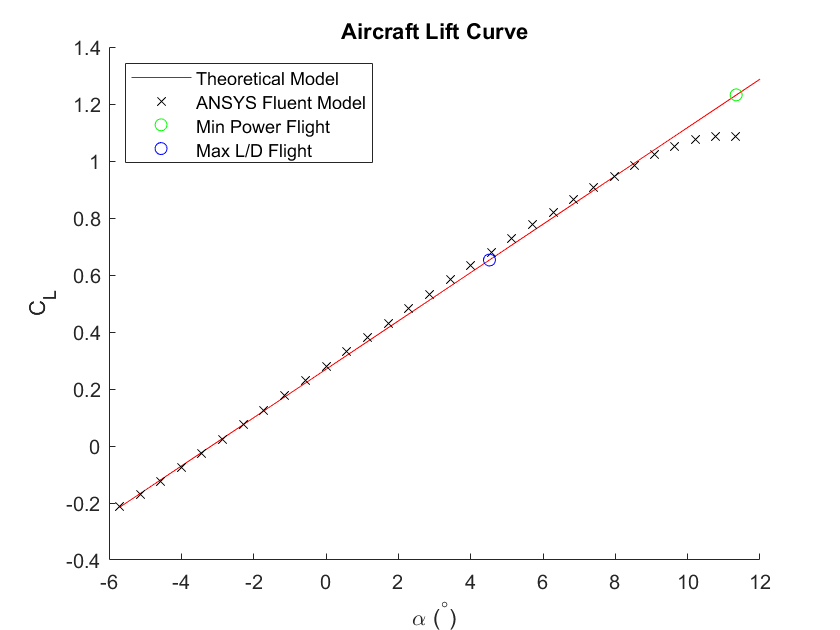 Aircraft Lift Curve
1.4
Theoretical Model
ANSYS Fluent Model
Min Power Flight
Max L/D Flight
1.2
1
0.8
0.6
0.4
0.2
0
-0.2
-0.4
C_L
-6 -4 -2 0 2 4 6 8 10 12
α (°)